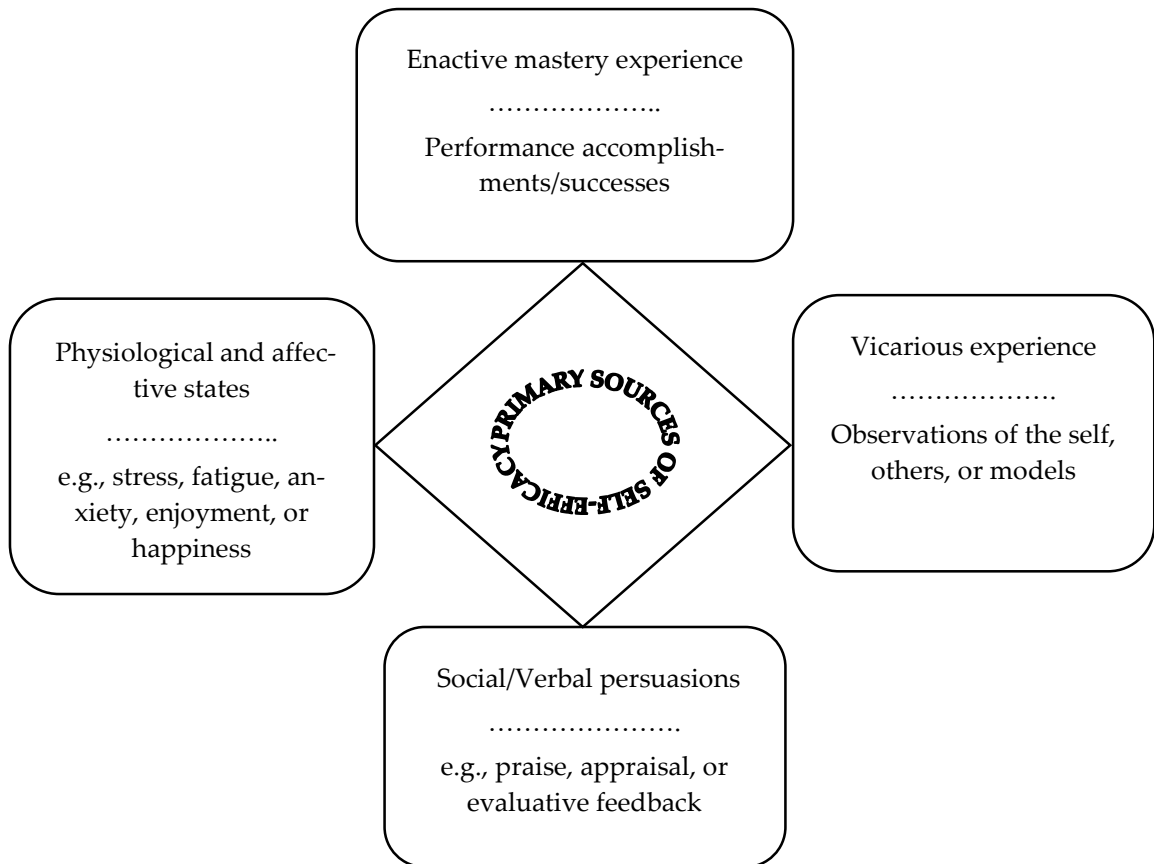 Enactive mastery experience
………………..
Performance accomplish-
ments/successes
Physiological and affec-
tive states
………………..
e.g., stress, fatigue, an-
xiety, enjoyment, or
happiness
PRIMARY SOURCES OF SELF-EFFICACY
Vicarious experience
……………….
Observations of the self,
others, or models
Social/Verbal persuasions
………………….
e.g., praise, appraisal, or
evaluative feedback